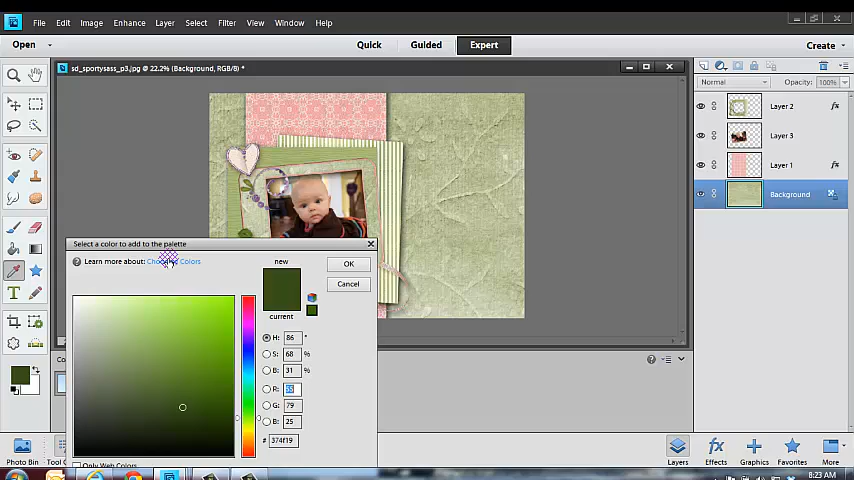 File Edit Image Enhance Layer Select Filter View Window Help
Open Quick Guided Expert Create
sd_sportysass_p3.jpg @ 22.2% (Background, RGB/8) *
Normal Opacity: 100%
Layer 2 fx
Layer 3
Layer 1 fx
Background
Select a color to add to the palette
Learn more about: Choosing Colors
new
OK
Cancel
current
H: 86 °
S: 68 %
B: 31 %
R: 55
G: 79
B: 25
# 374f19
Only Web Colors
Photo Bin Tool Layers Effects Graphics Favorites More
8:23 AM